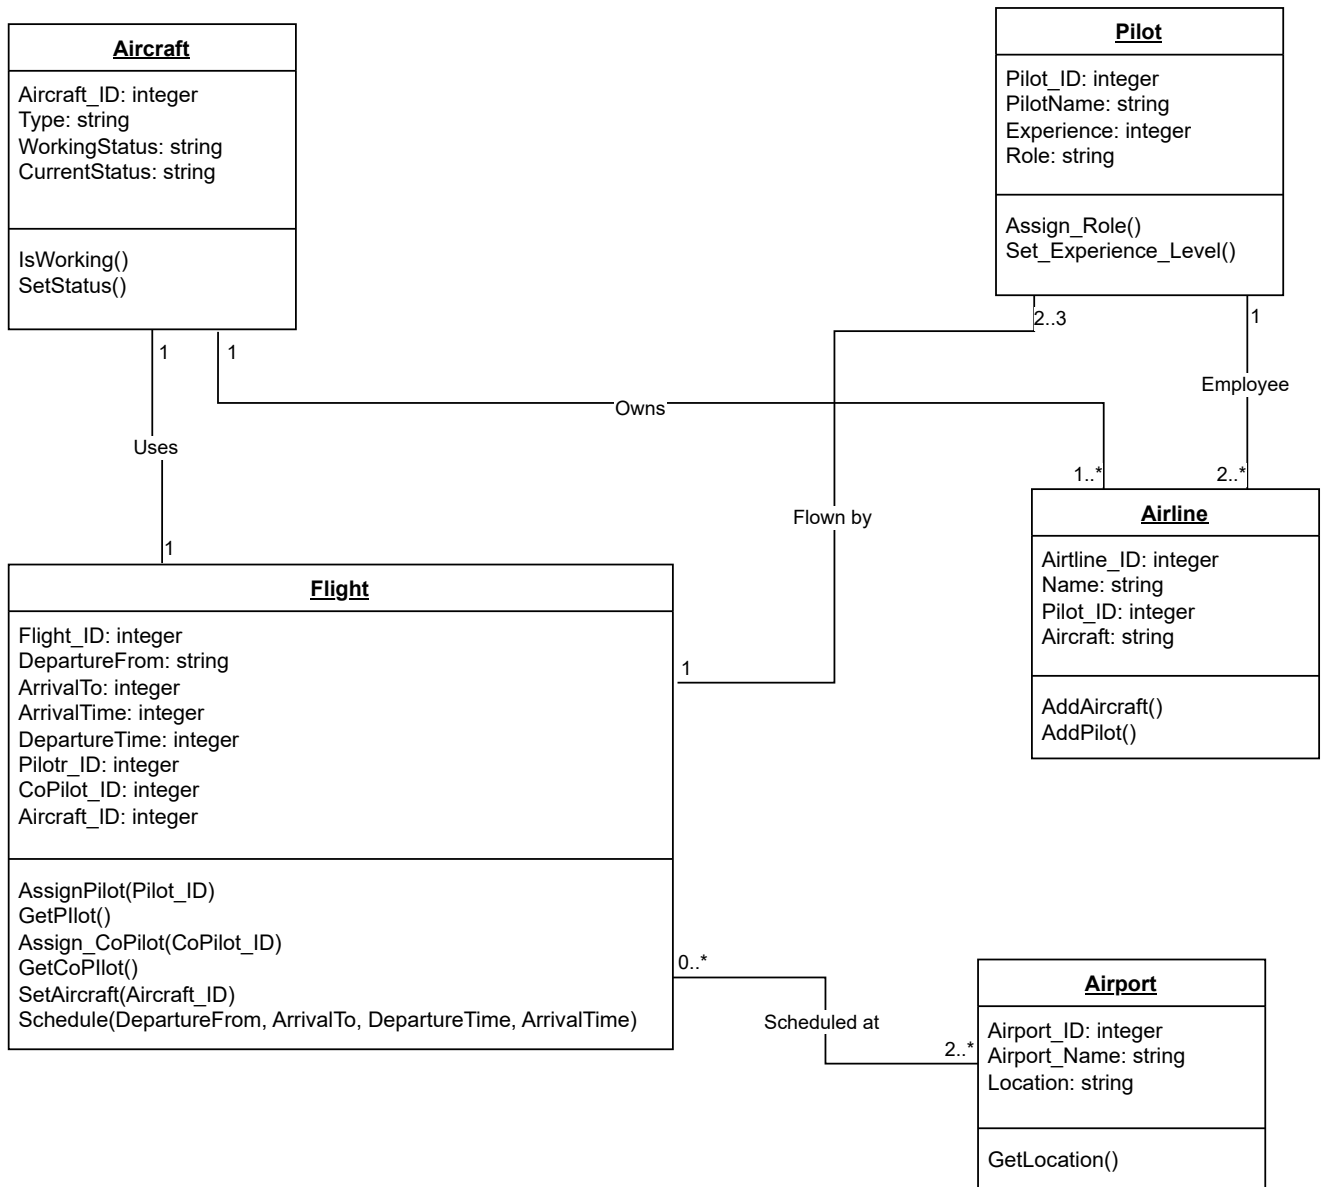 Aircraft
Aircraft_ID: integer
Type: string
WorkingStatus: string
CurrentStatus: string
IsWorking()
SetStatus()
Pilot
Pilot_ID: integer
PilotName: string
Experience: integer
Role: string
Assign_Role()
Set_Experience_Level()
1
1
2..3
1
Employee
Owns
Uses
1..*
2..*
Flown by
1
1
Airline
Airtline_ID: integer
Name: string
Pilot_ID: integer
Aircraft: string
AddAircraft()
AddPilot()
Flight
Flight_ID: integer
DepartureFrom: string
ArrivalTo: integer
ArrivalTime: integer
DepartureTime: integer
Pilotr_ID: integer
CoPilot_ID: integer
Aircraft_ID: integer
AssignPilot(Pilot_ID)
GetPIlot()
Assign_CoPilot(CoPilot_ID)
GetCoPIlot()
SetAircraft(Aircraft_ID)
Schedule(DepartureFrom, ArrivalTo, DepartureTime, ArrivalTime)
0..*
Scheduled at
2..*
Airport
Airport_ID: integer
Airport_Name: string
Location: string
GetLocation()